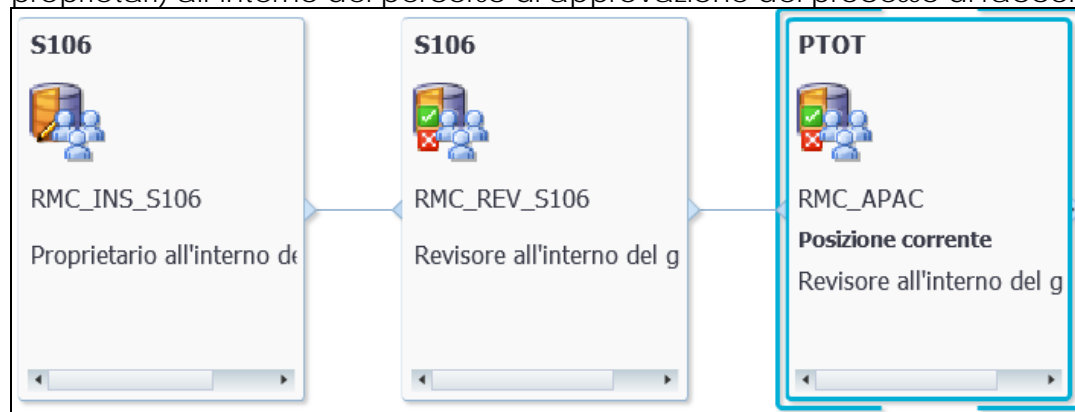 S106
RMC_INS_S106
Proprietario all'interno de
S106
RMC_REV_S106
Revisore all'interno del g
PTOT
RMC_APAC
Posizione corrente
Revisore all'interno del g